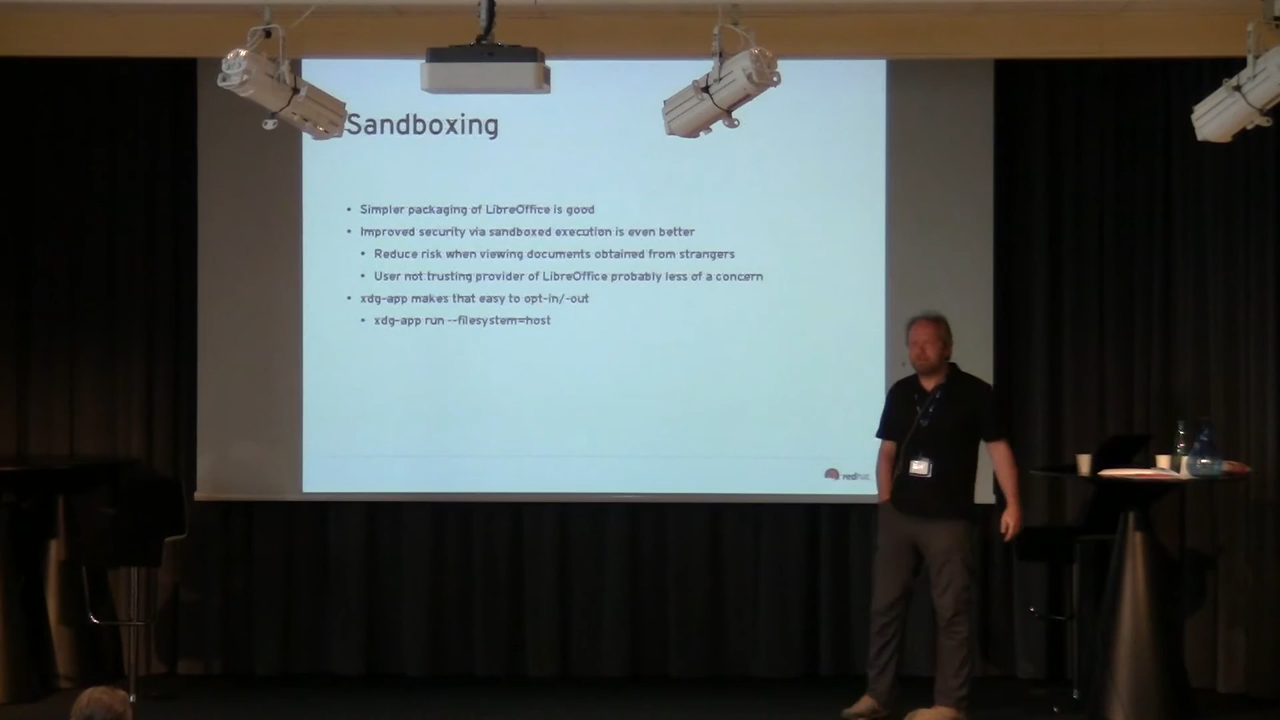 Sandboxing
• Simpler packaging of LibreOffice is good
• Improved security via sandboxed execution is even better
• Reduce risk when viewing documents obtained from strangers
• User not trusting provider of LibreOffice probably less of a concern
• xdg-app makes that easy to opt-in/-out
• xdg-app run --filesystem=host
redhat